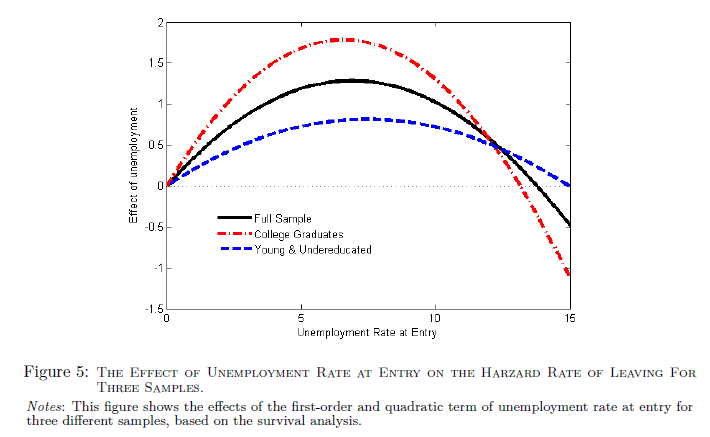 2
1.5
1
0.5
0
-0.5
-1
-1.5
Effect of unemployment
Full Sample
College Graduates
Young & Undereducated
0 5 10 15
Unemployment Rate at Entry
Figure 5: The Effect of Unemployment Rate at Entry on the Harzard Rate of Leaving For
Three Samples.
Notes: This figure shows the effects of the first-order and quadratic term of unemployment rate at entry for
three different samples, based on the survival analysis.